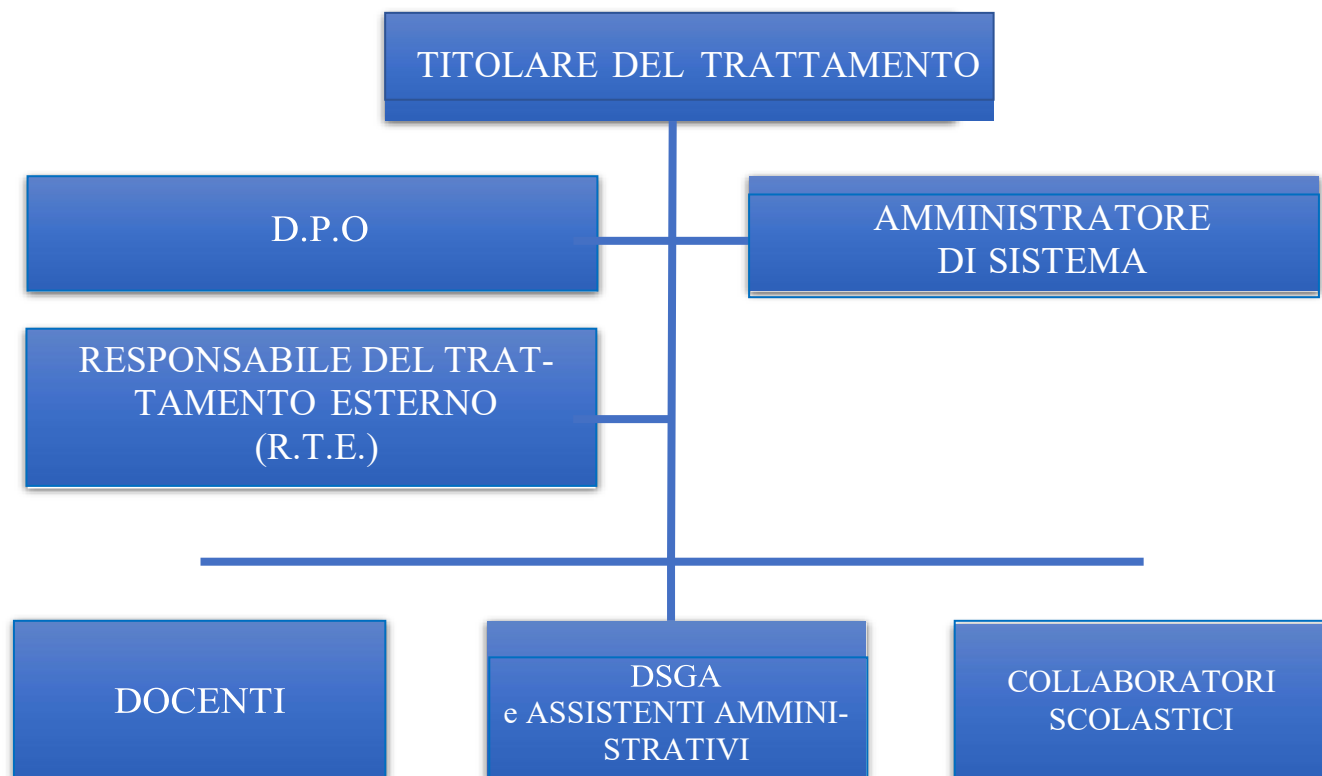 TITOLARE DEL TRATTAMENTO
D.P.O
AMMINISTRATORE
DI SISTEMA
RESPONSABILE DEL TRAT-
TAMENTO ESTERNO
(R.T.E.)
DOCENTI
DSGA
e ASSISTENTI AMMINI-
STRATIVI
COLLABORATORI
SCOLASTICI